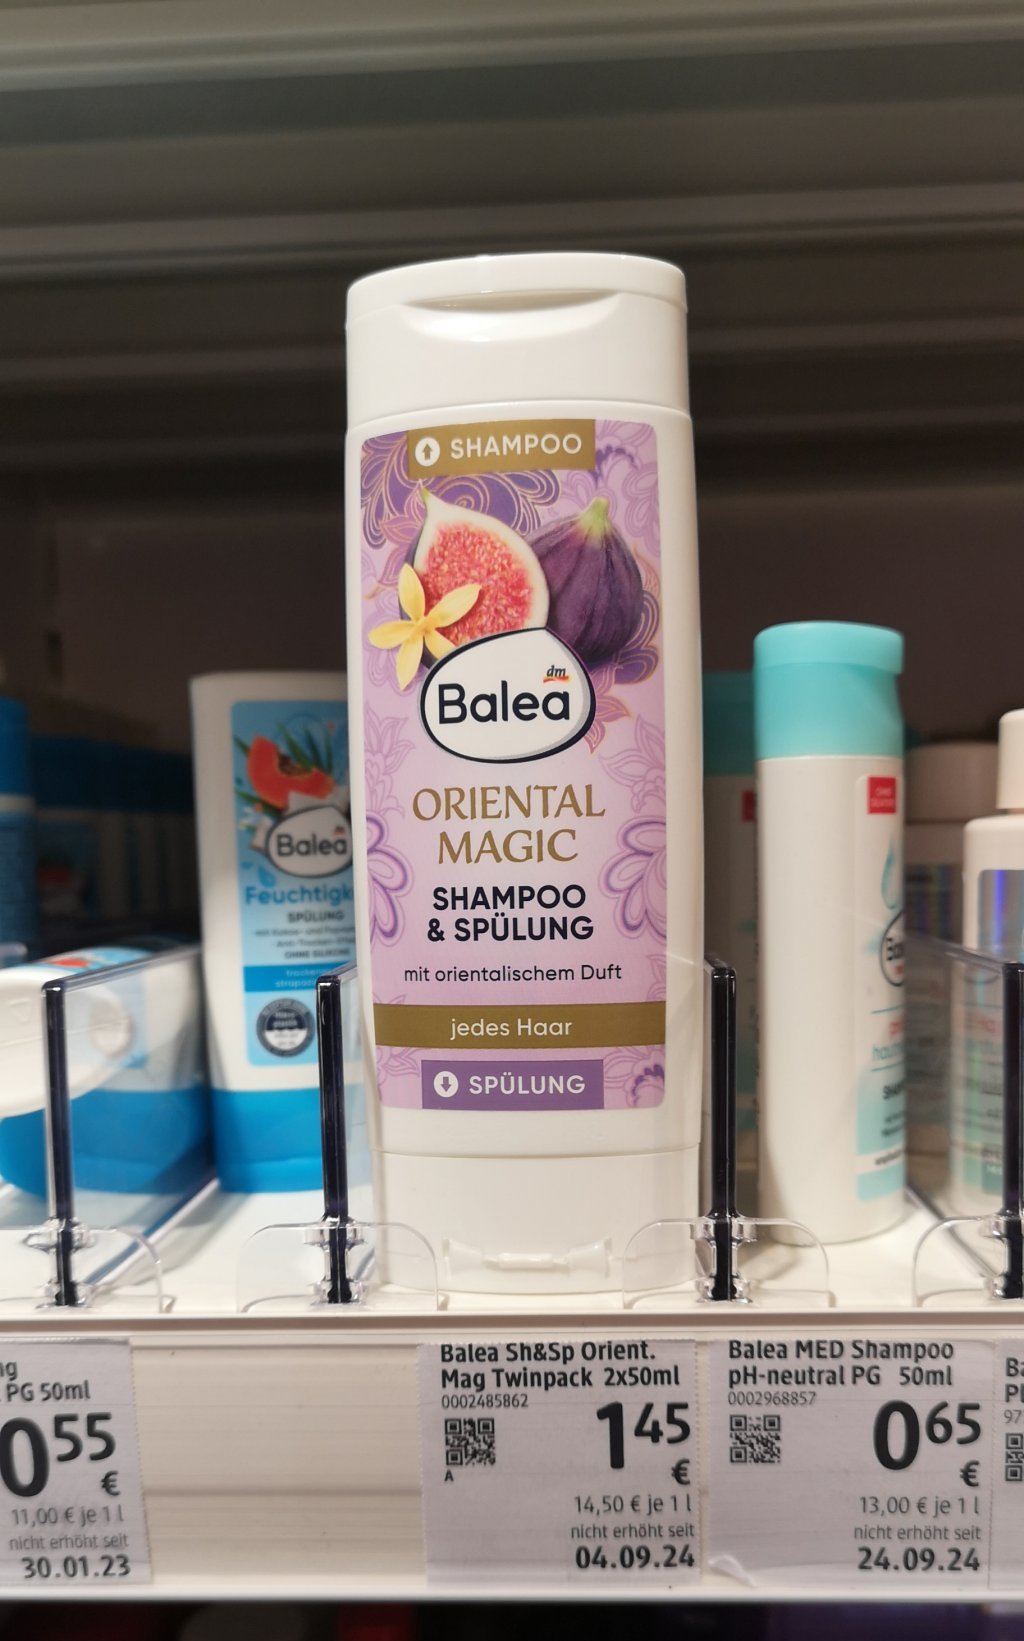 SHAMPOO
dm
Balea
ORIENTAL
MAGIC
SHAMPOO
& SPÜLUNG
mit orientalischem Duft
jedes Haar
SPÜLUNG
Balea
Feuchtigk
SPÜLUNG
OHNE SILIKONE
PG 50ml
0 55
€
11,00 € je 1 l
nicht erhöht seit
30.01.23
Balea Sh&Sp Orient.
Mag Twinpack 2x50ml
0002485862
A
1 45
€
14,50 € je 1 l
nicht erhöht seit
04.09.24
Balea MED Shampoo
pH-neutral PG 50ml
0002968857
0 65
€
13,00 € je 1 l
nicht erhöht seit
24.09.24